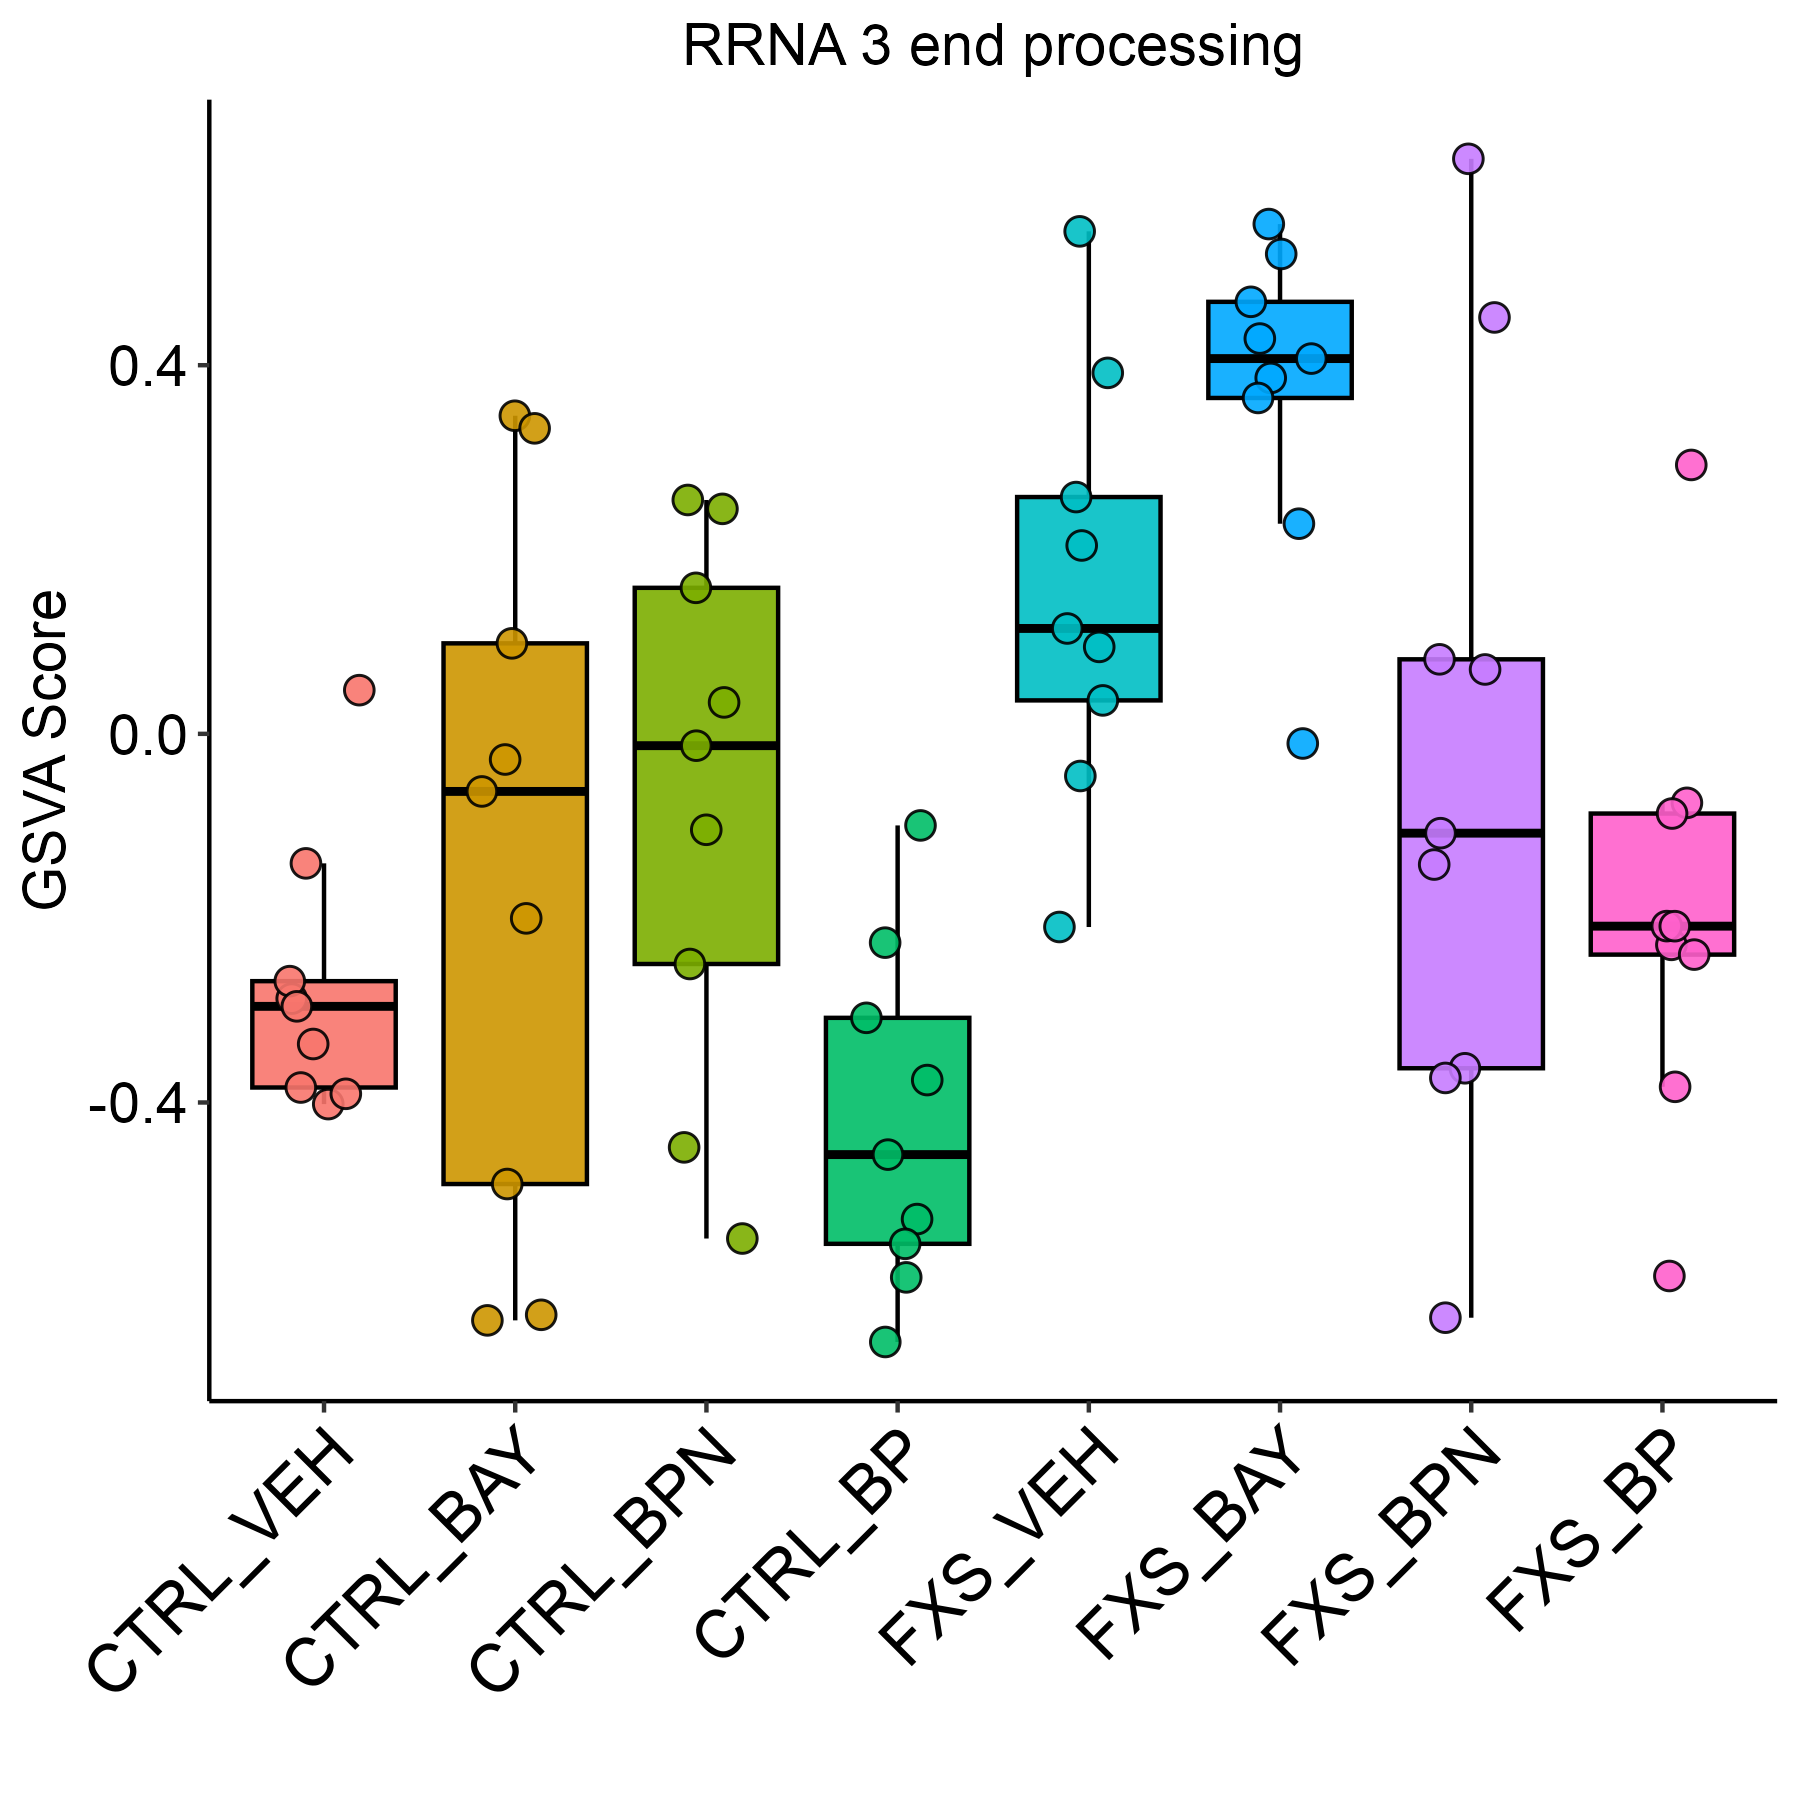 RRNA 3 end processing
GSVA Score
0.4
0.0
-0.4
CTRL_VEH
CTRL_BAY
CTRL_BPN
CTRL_BP
FXS_VEH
FXS_BAY
FXS_BPN
FXS_BP